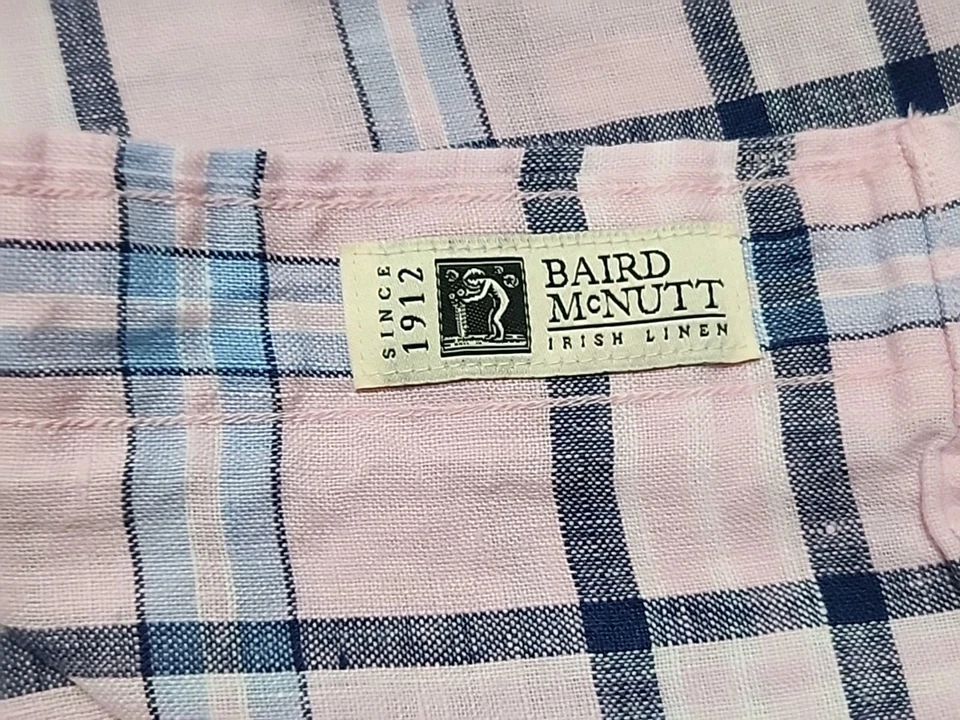 SINCE
1912
BAIRD
McNUTT
IRISH LINEN